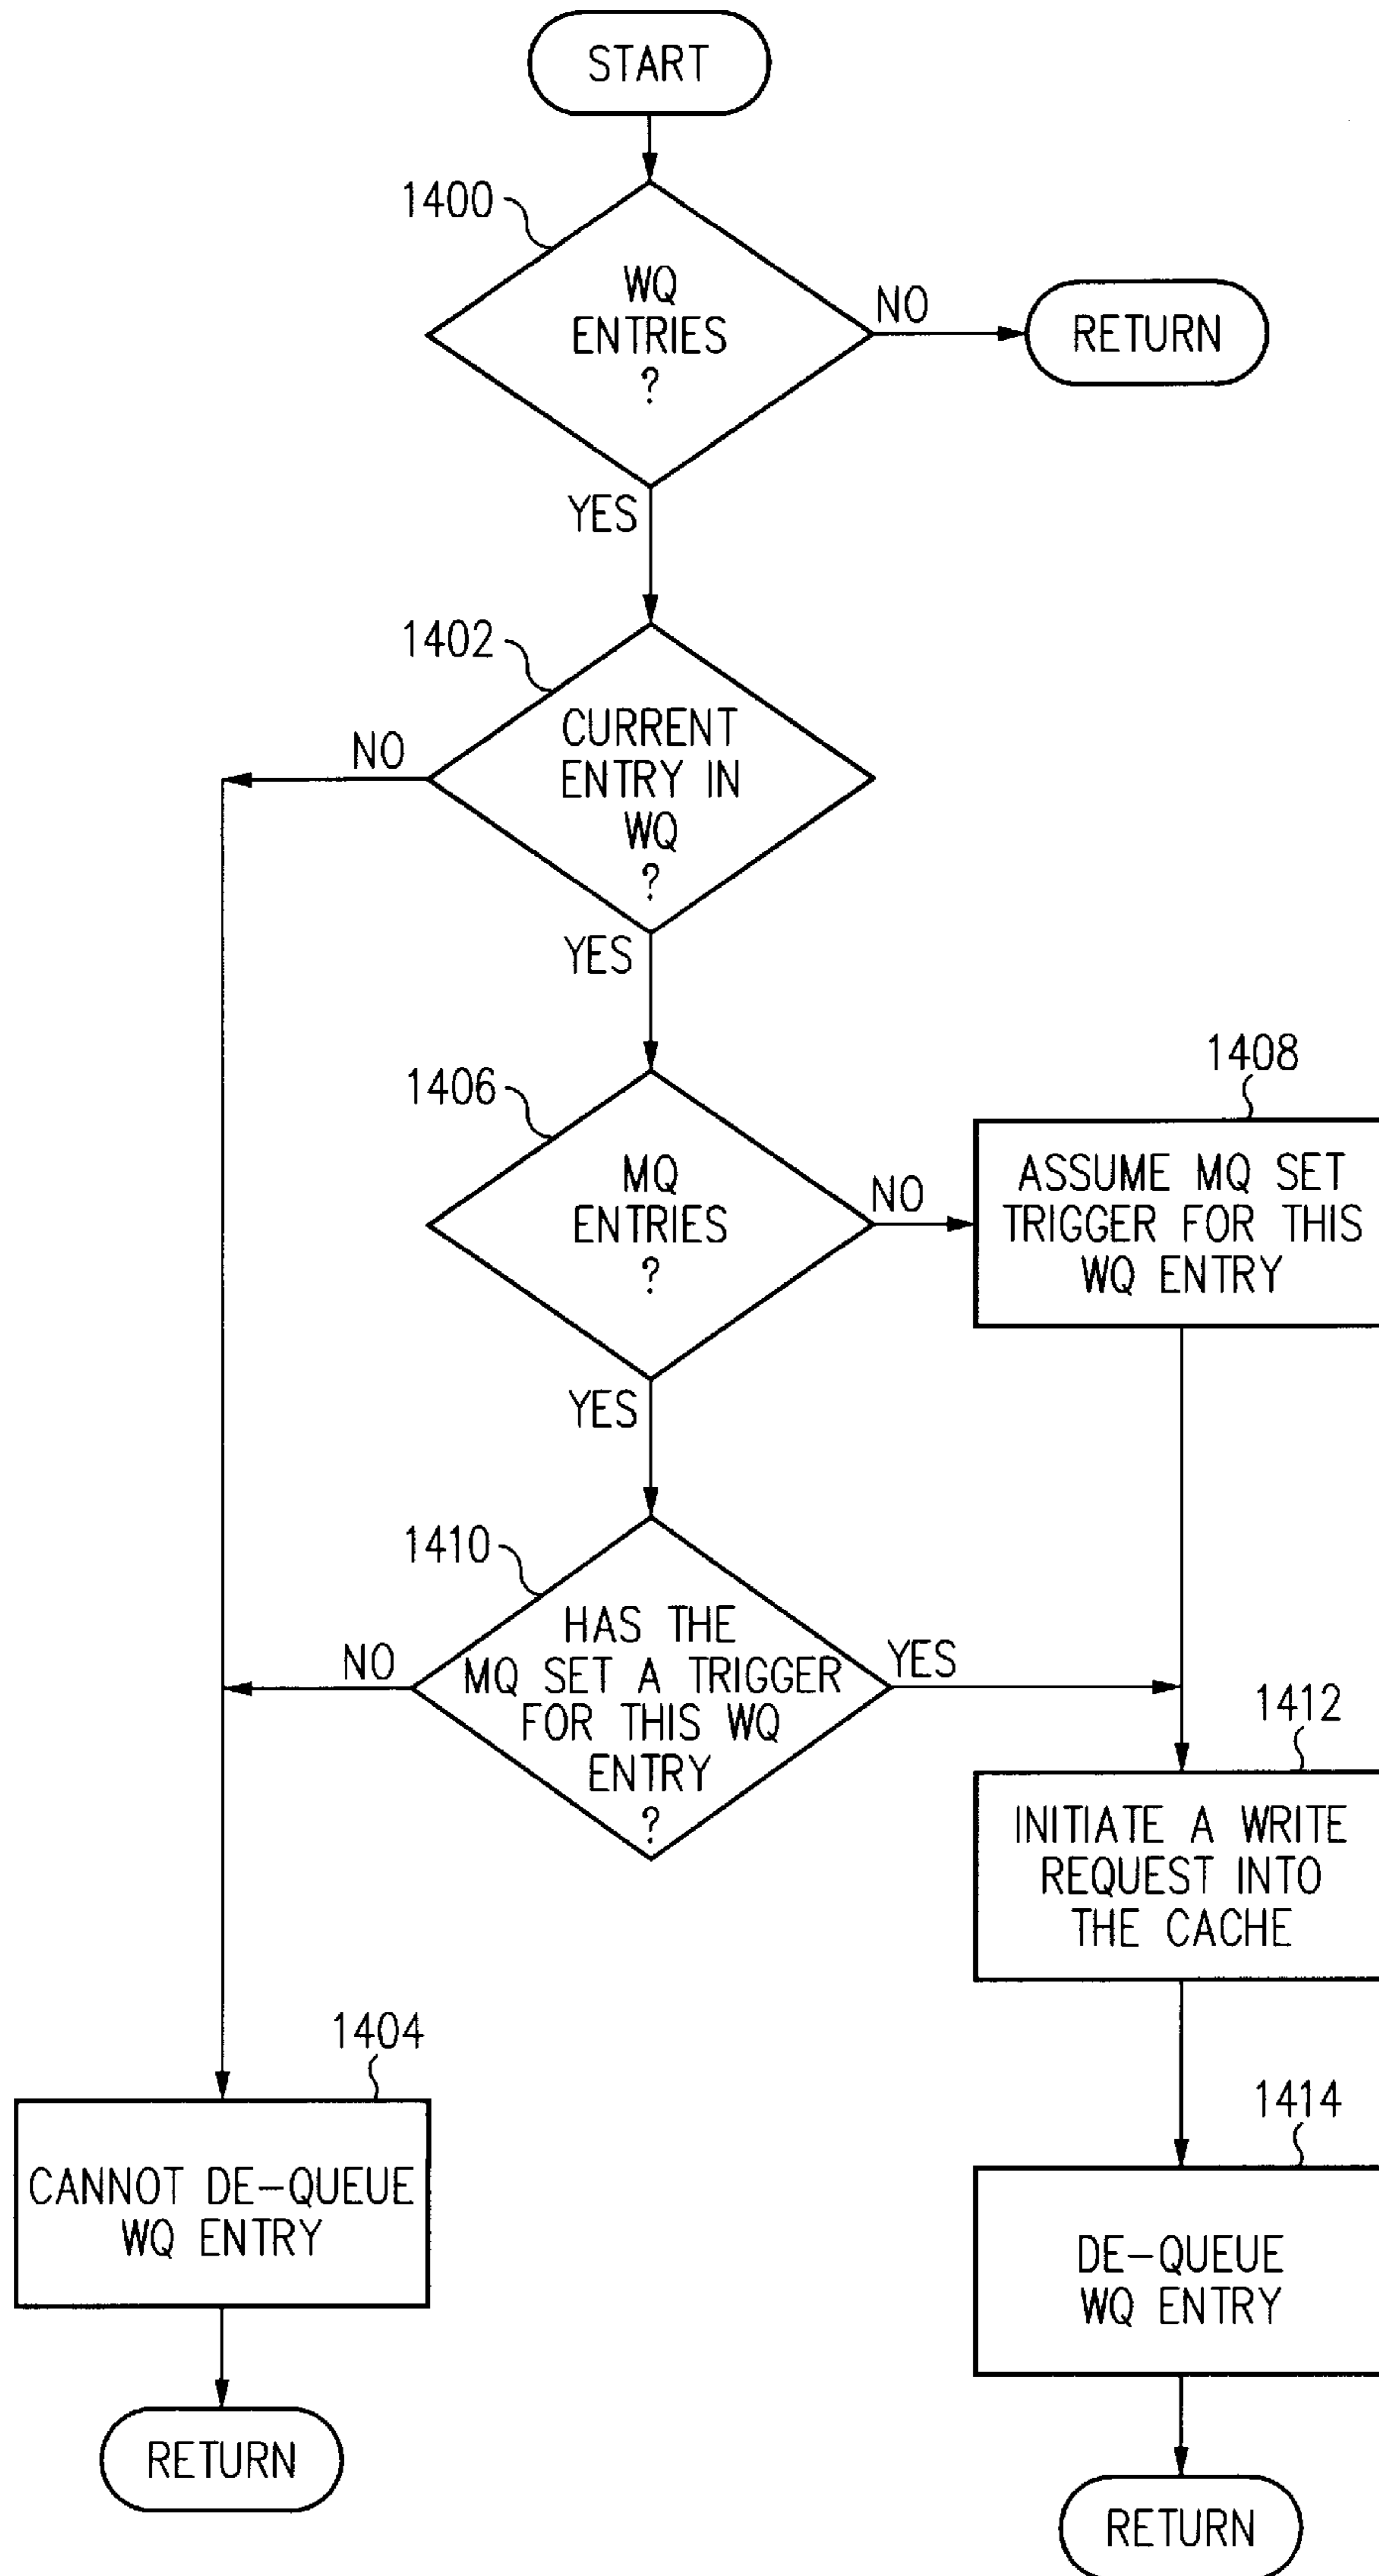 START
1400
WQ
ENTRIES
?
NO
RETURN
YES
1402
CURRENT
ENTRY IN
WQ
?
NO
YES
1406
MQ
ENTRIES
?
NO
1408
ASSUME MQ SET
TRIGGER FOR THIS
WQ ENTRY
YES
1410
HAS THE
MQ SET A TRIGGER
FOR THIS WQ
ENTRY
?
NO
YES
1412
INITIATE A WRITE
REQUEST INTO
THE CACHE
1404
CANNOT DE-QUEUE
WQ ENTRY
RETURN
1414
DE-QUEUE
WQ ENTRY
RETURN